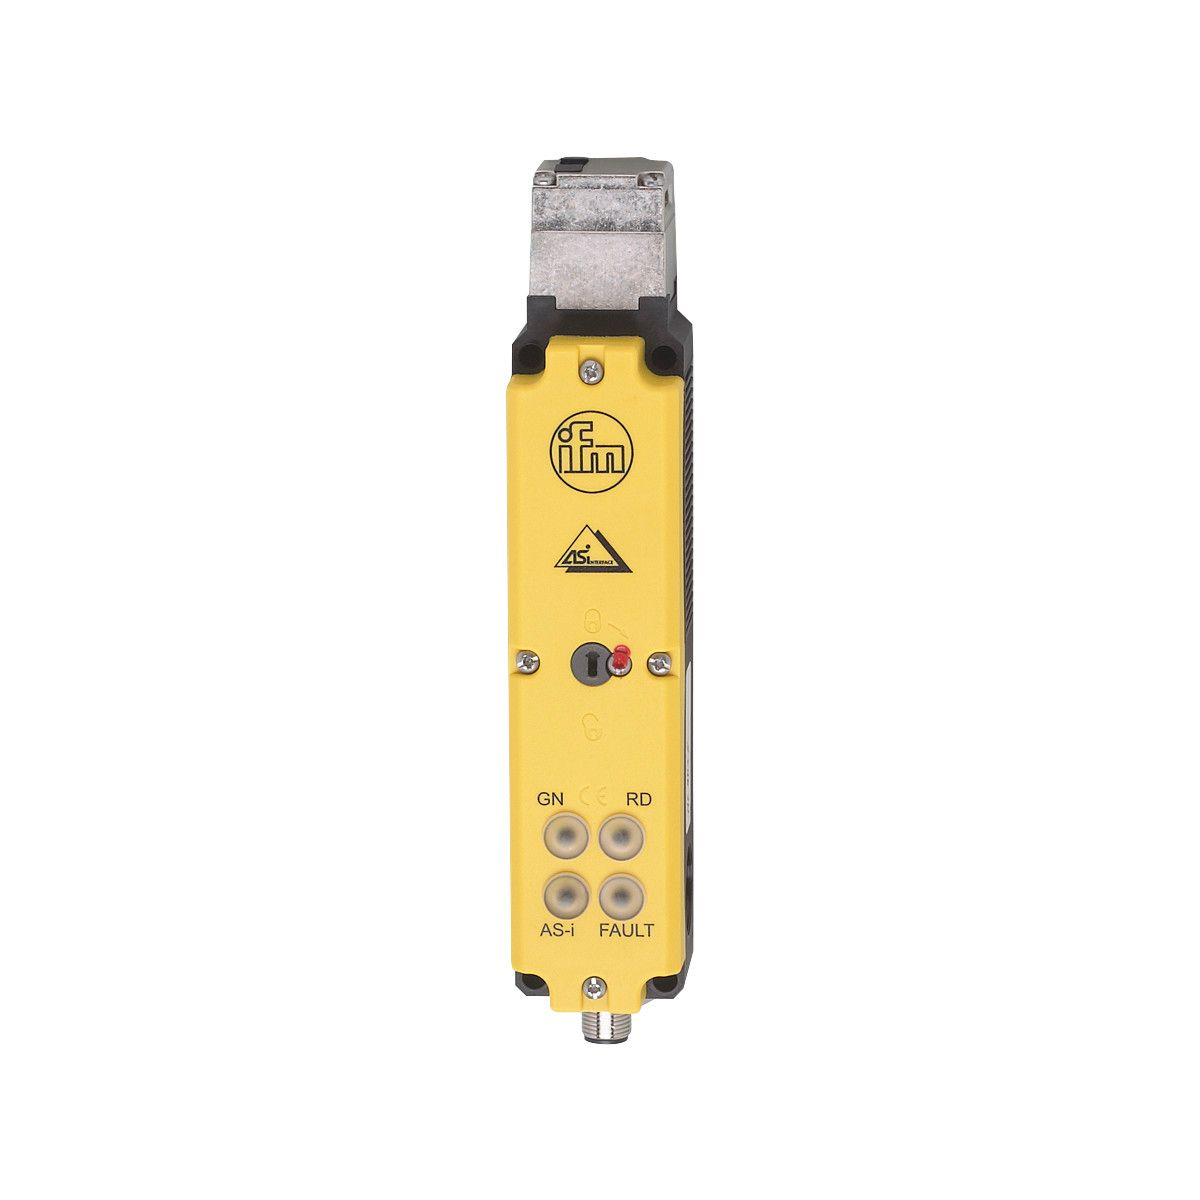 ifm
ASi INTERFACE
GN CE RD
AS-i FAULT